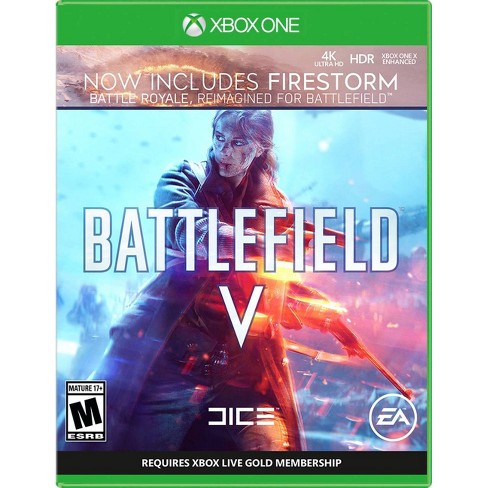 XBOX ONE
4K
ULTRA HD
HDR
XBOX ONE X
ENHANCED
NOW INCLUDES FIRESTORM
BATTLE ROYALE, REIMAGINED FOR BATTLEFIELD™
BATTLEFIELD
V
MATURE 17+
M
ESRB
DICE
EA
REQUIRES XBOX LIVE GOLD MEMBERSHIP